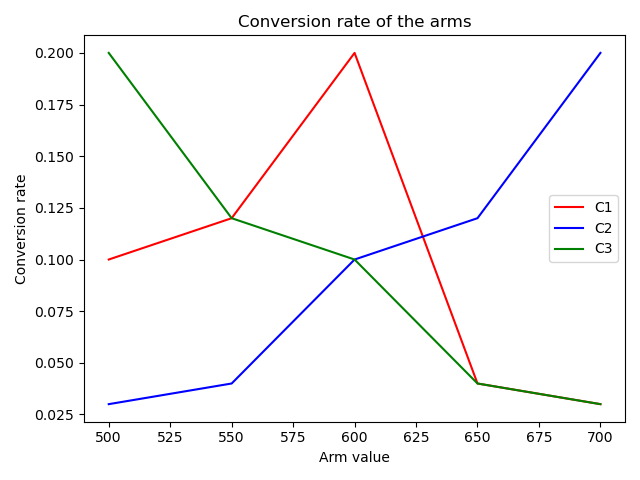 Conversion rate of the arms
0.200
0.175
0.150
0.125
0.100
0.075
0.050
0.025
Conversion rate
C1
C2
C3
500 525 550 575 600 625 650 675 700
Arm value